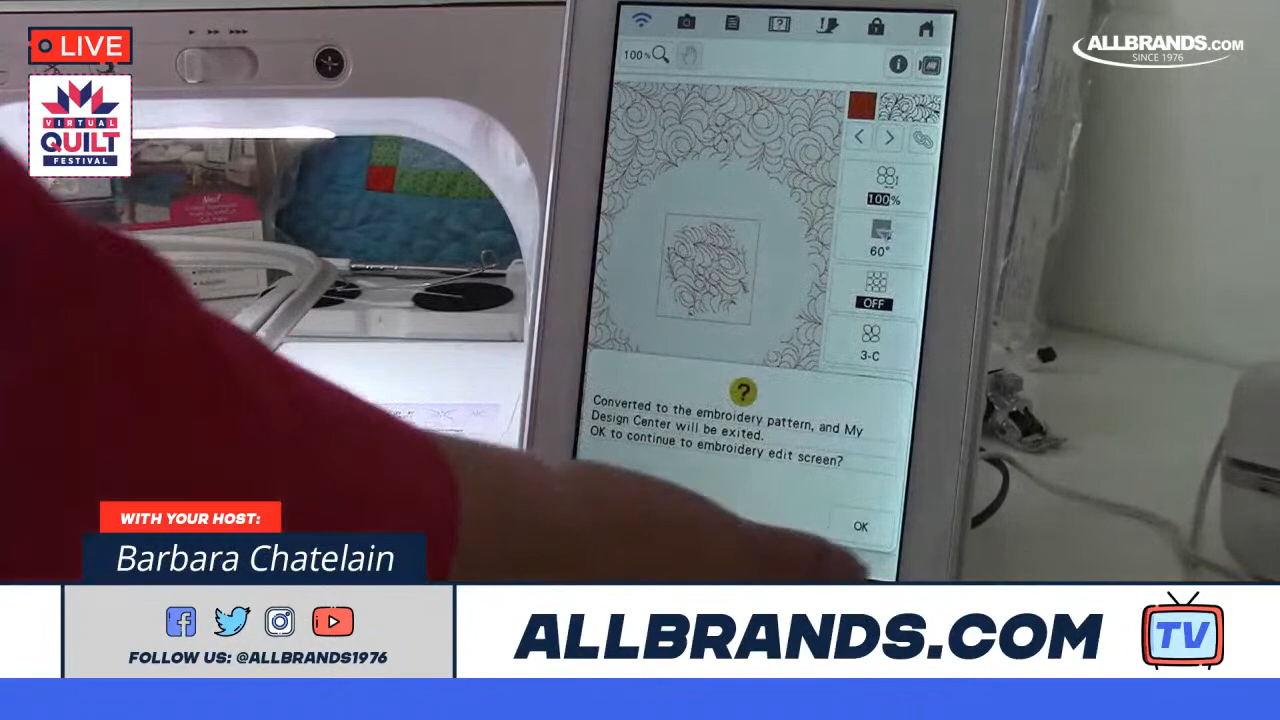 LIVE
VIRTUAL
QUILT
FESTIVAL
ALLBRANDS.COM
SINCE 1976
100%
i
100%
60°
OFF
3-C
?
Converted to the embroidery pattern, and My
Design Center will be exited.
OK to continue to embroidery edit screen?
OK
WITH YOUR HOST:
Barbara Chatelain
FOLLOW US: @ALLBRANDS1976
ALLBRANDS.COM
TV